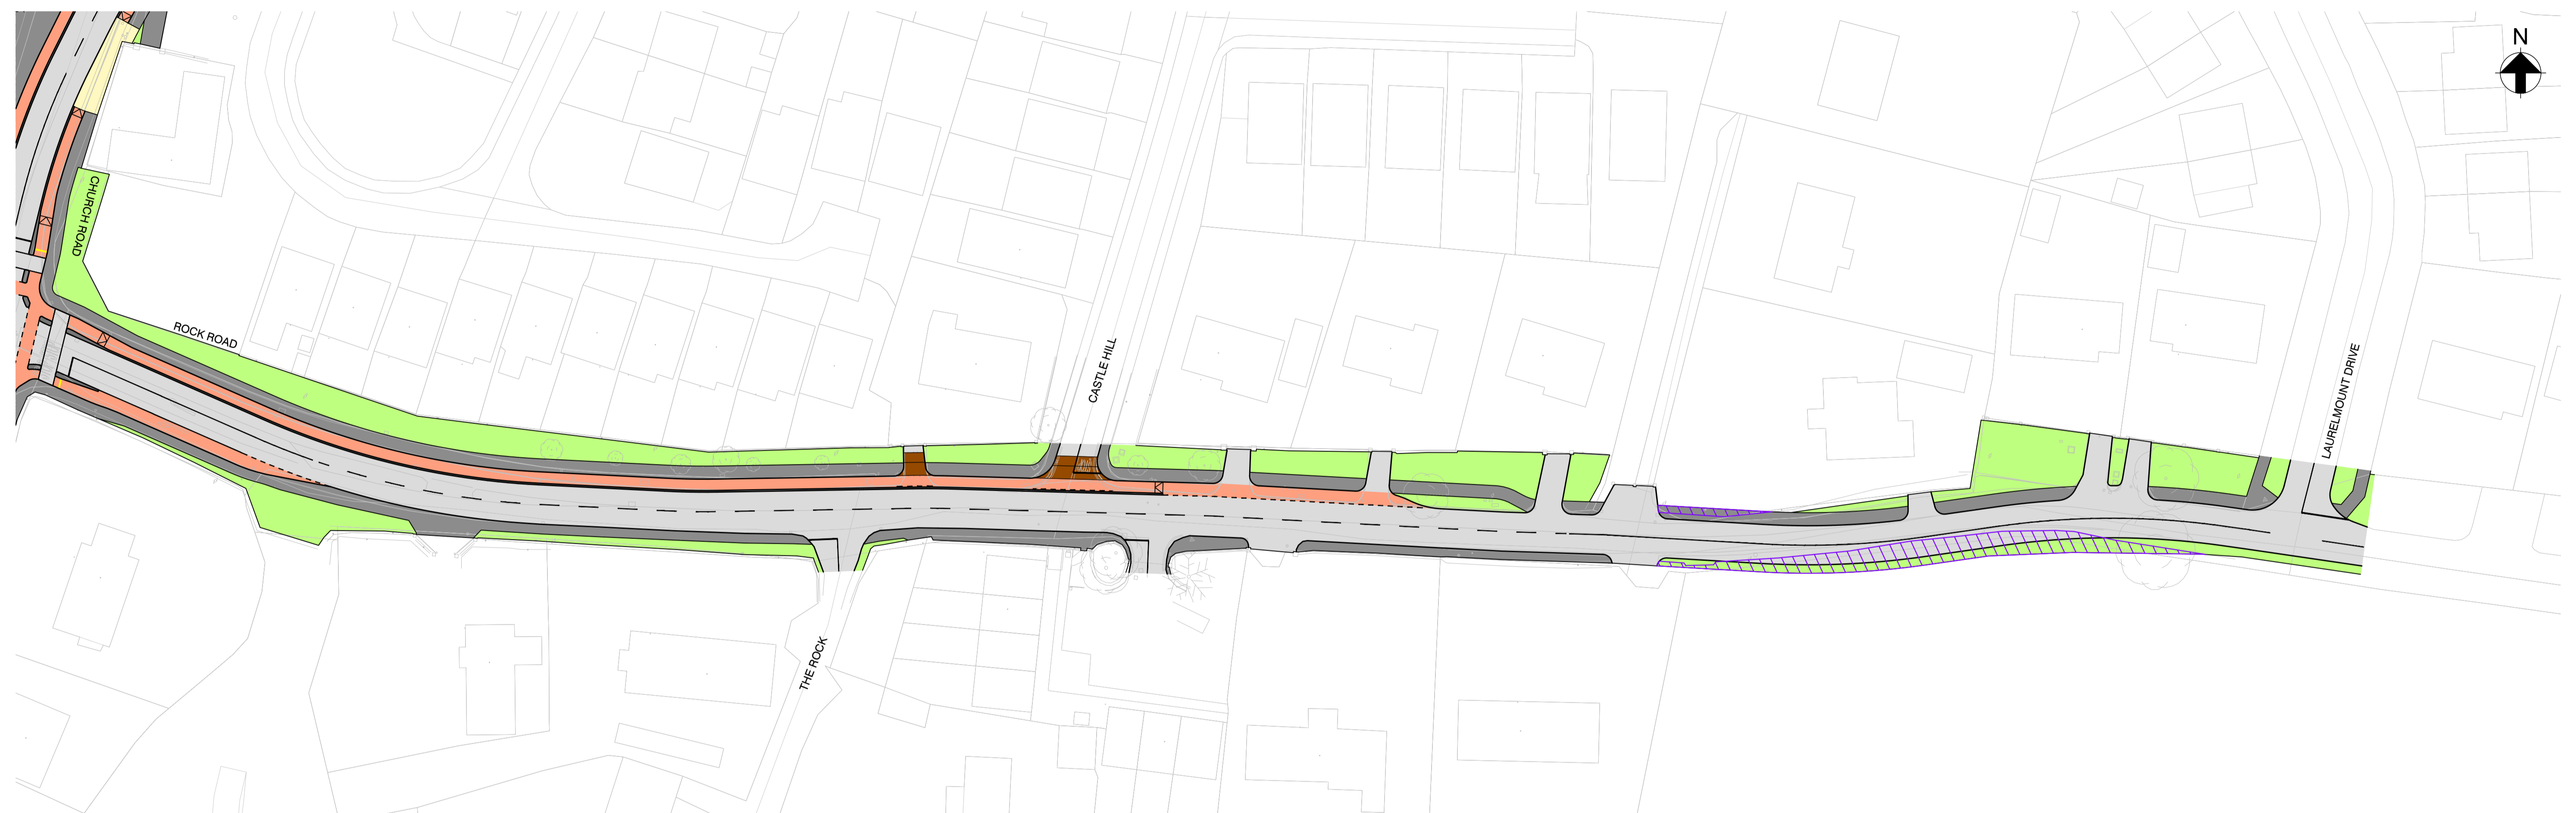 N
CHURCH ROAD
ROCK ROAD
CASTLE HILL
LAURELMOUNT DRIVE
THE ROCK